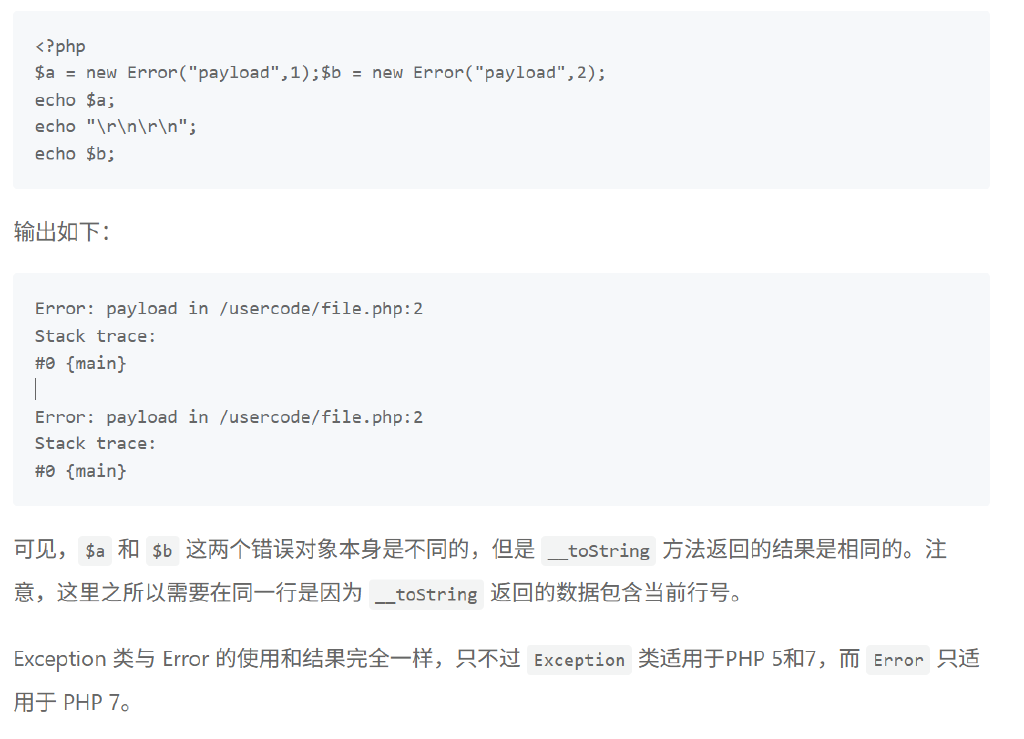 <?php
$a = new Error("payload",1);$b = new Error("payload",2);
echo $a;
echo "\r\n\r\n";
echo $b;
输出如下：
Error: payload in /usercode/file.php:2
Stack trace:
#0 {main}
Error: payload in /usercode/file.php:2
Stack trace:
#0 {main}
可见， $a 和 $b 这两个错误对象本身是不同的，但是 __toString 方法返回的结果是相同的。注
意，这里之所以需要在同一行是因为 __toString 返回的数据包含当前行号。
Exception 类与 Error 的使用和结果完全一样，只不过 Exception 类适用于PHP 5和7，而 Error 只适
用于 PHP 7。